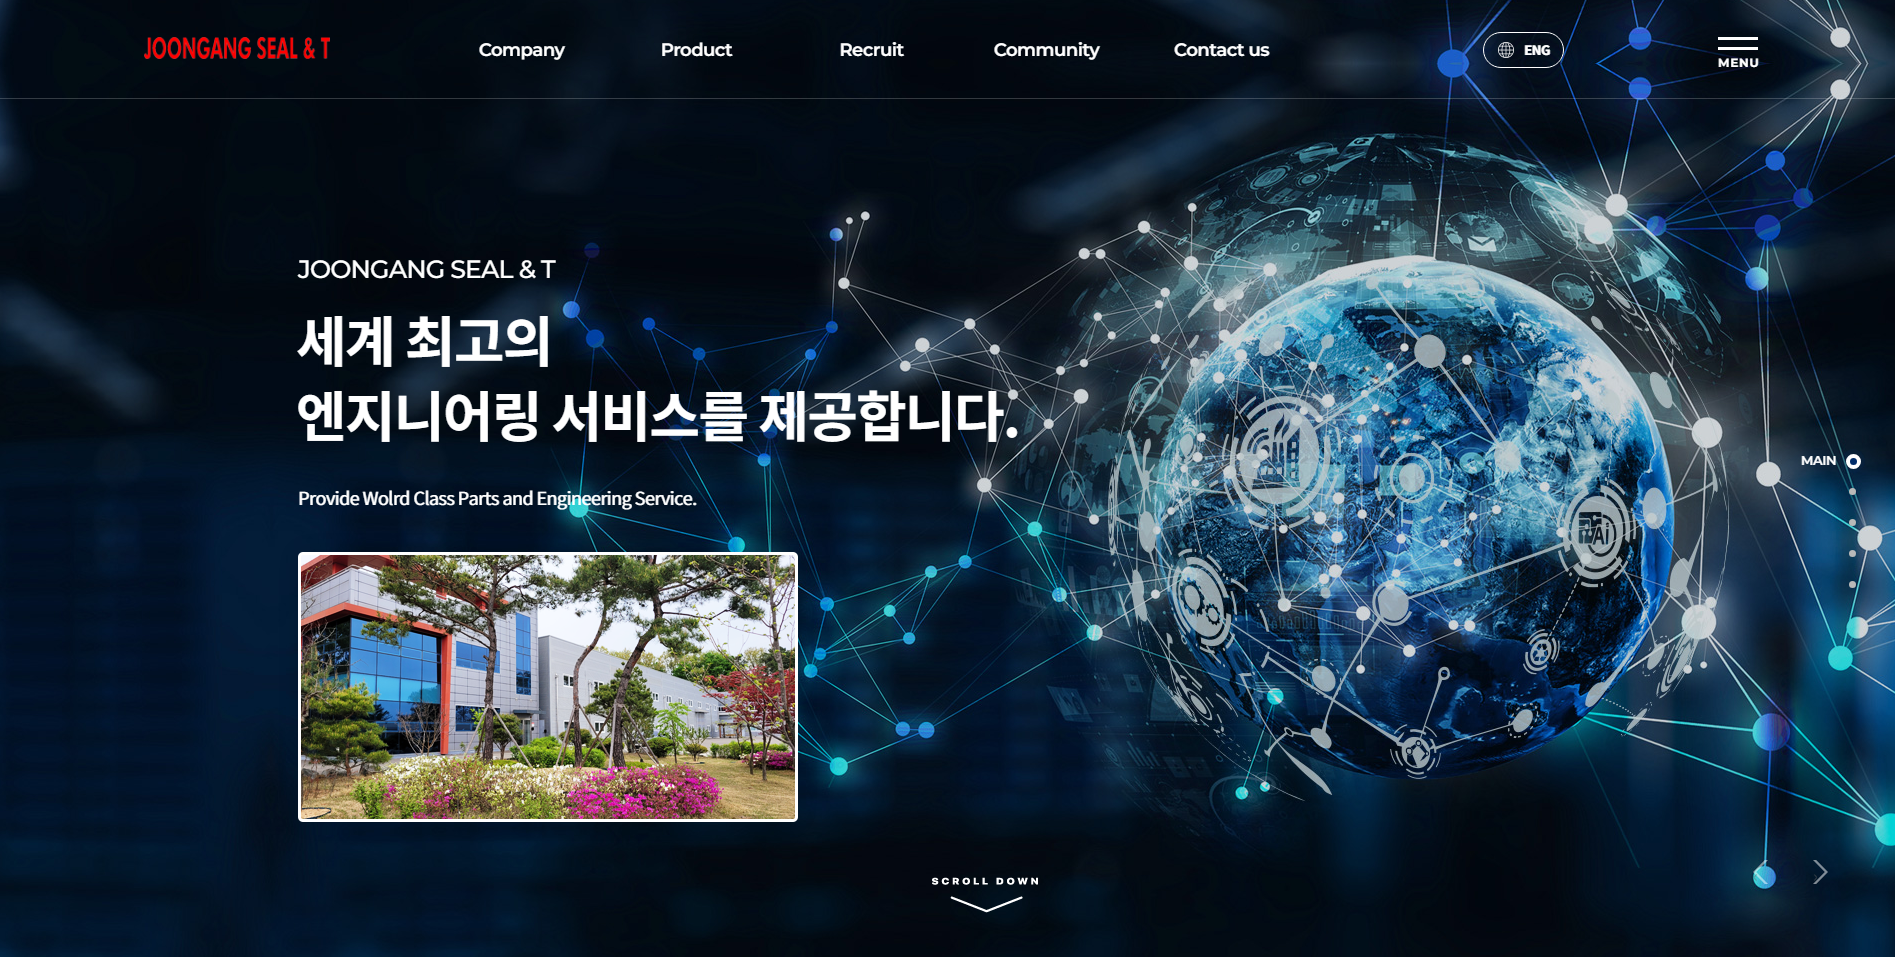 JOONGANG SEAL & T
Company
Product
Recruit
Community
Contact us
ENG
MENU
JOONGANG SEAL & T
세계 최고의
엔지니어링 서비스를 제공합니다.
Provide Wolrd Class Parts and Engineering Service.
Ai
MAIN
SCROLL DOWN